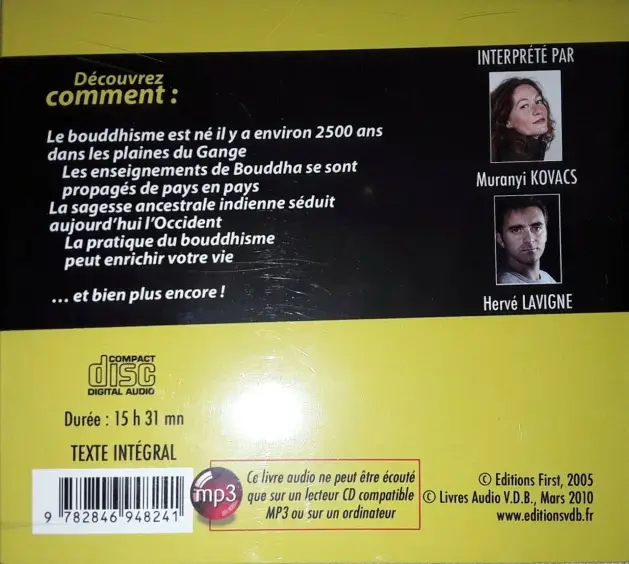 Découvrez
comment :
Le bouddhisme est né il y a environ 2500 ans
dans les plaines du Gange
Les enseignements de Bouddha se sont
propagés de pays en pays
La sagesse ancestrale indienne séduit
aujourd'hui l'Occident
La pratique du bouddhisme
peut enrichir votre vie
... et bien plus encore !
INTERPRÉTÉ PAR
Muranyi KOVACS
Hervé LAVIGNE
COMPACT
disc
DIGITAL AUDIO
Durée : 15 h 31 mn
TEXTE INTÉGRAL
9 782846 948241
mp3
Ce livre audio ne peut être écouté
que sur un lecteur CD compatible
MP3 ou sur un ordinateur
© Editions First, 2005
© Livres Audio V.D.B., Mars 2010
www.editionsvdb.fr